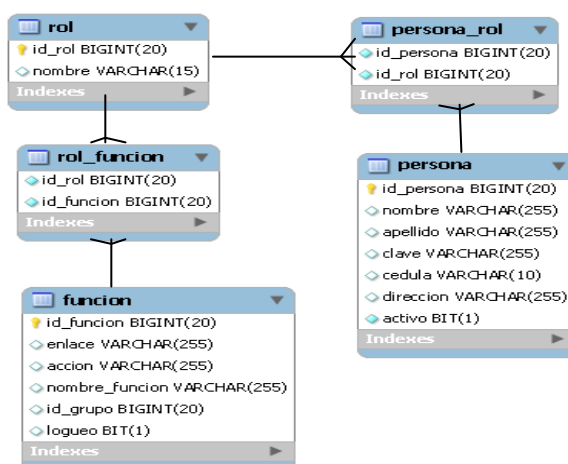 rol
id_rol BIGINT(20)
nombre VARCHAR(15)
Indexes
persona_rol
id_persona BIGINT(20)
id_rol BIGINT(20)
Indexes
rol_funcion
id_rol BIGINT(20)
id_funcion BIGINT(20)
Indexes
persona
id_persona BIGINT(20)
nombre VARCHAR(255)
apellido VARCHAR(255)
clave VARCHAR(255)
cedula VARCHAR(10)
direccion VARCHAR(255)
activo BIT(1)
Indexes
funcion
id_funcion BIGINT(20)
enlace VARCHAR(255)
accion VARCHAR(255)
nombre_funcion VARCHAR(255)
id_grupo BIGINT(20)
logueo BIT(1)
Indexes